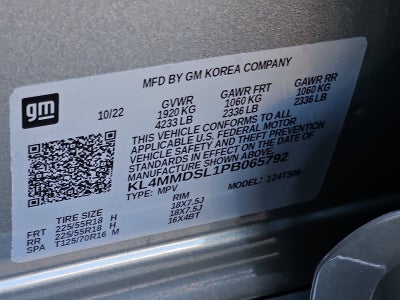 MFD BY GM KOREA COMPANY
gm
10/22 GVWR GAWR FRT GAWR RR
1920 KG 1060 KG 1060 KG
4233 LB 2336 LB 2336 LB
THIS VEHICLE CONFORMS TO ALL
APPLICABLE U.S. FEDERAL MOTOR
VEHICLE SAFETY AND THEFT PREVENTION
STANDARDS IN EFFECT ON THE DATE OF
MANUFACTURE SHOWN ABOVE.
KL4MMDSL1PB065792
TYPE: MPV MODEL:
TIRE SIZE RIM
FRT 225/55R18 H 18X7.5J
RR 225/55R18 H 18X7.5J
SPA T125/70R16 M 16X4BT